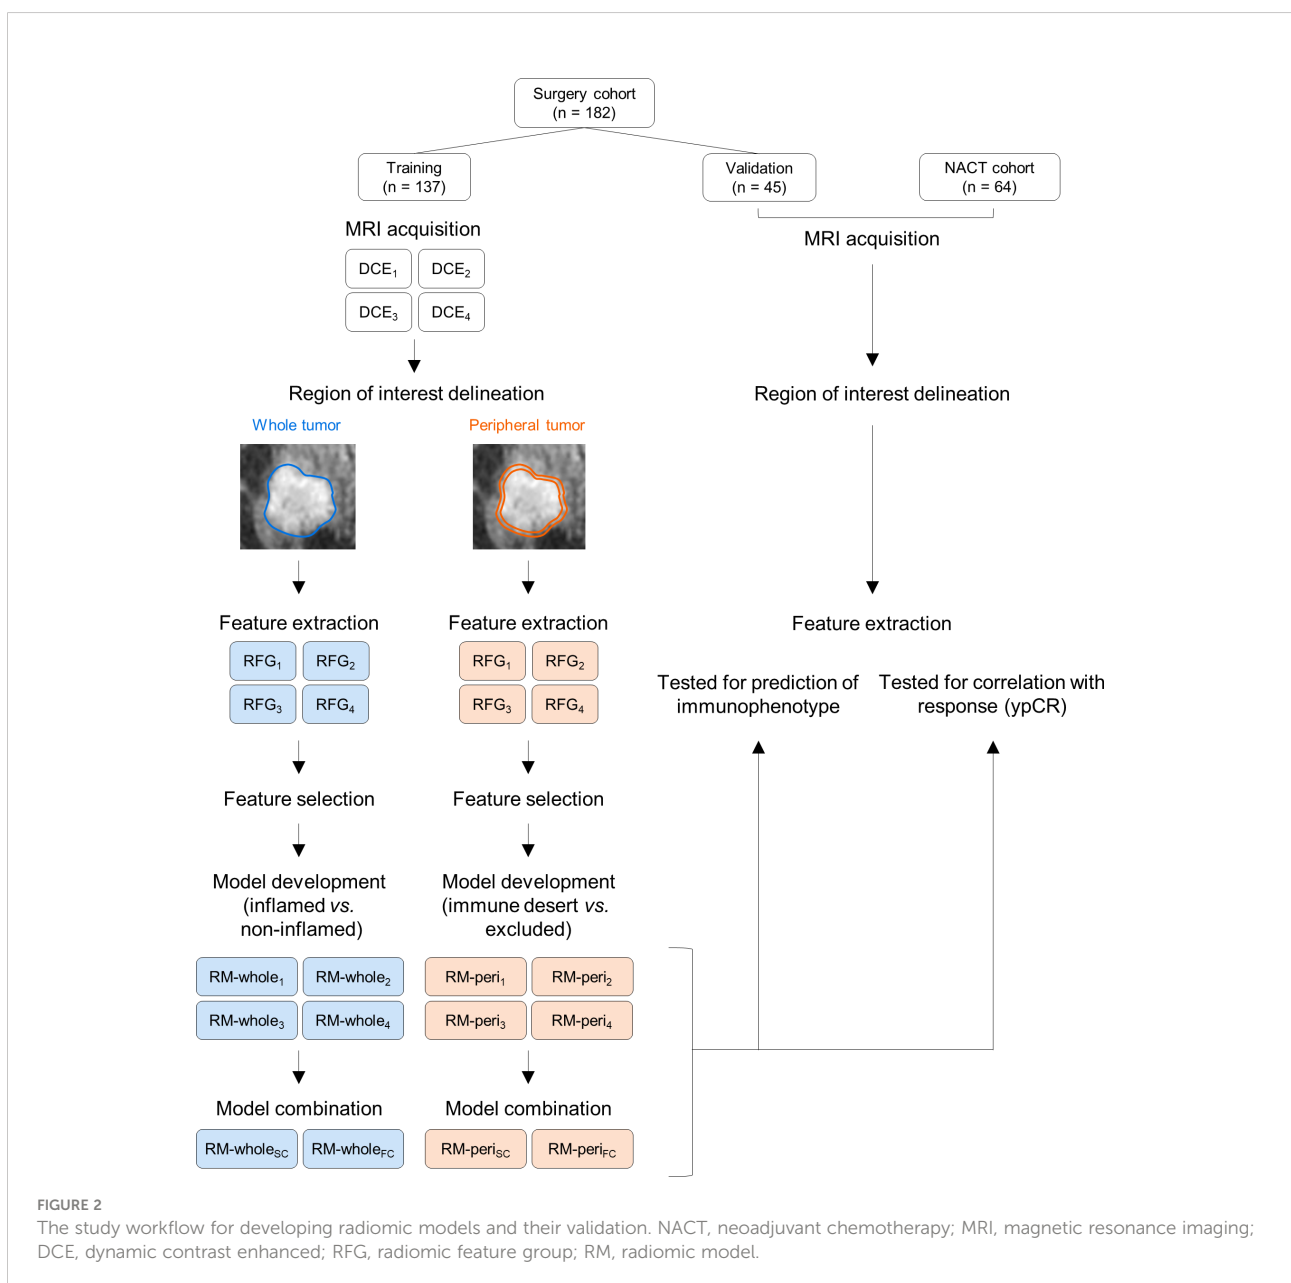 Surgery cohort
(n = 182)
Training
(n = 137)
Validation
(n = 45)
NACT cohort
(n = 64)
MRI acquisition
DCE₁ DCE₂
DCE₃ DCE₄
MRI acquisition
Region of interest delineation
Region of interest delineation
Whole tumor
Peripheral tumor
Feature extraction
RFG₁ RFG₂
RFG₃ RFG₄
Feature extraction
RFG₁ RFG₂
RFG₃ RFG₄
Feature extraction
Tested for prediction of
immunophenotype
Tested for correlation with
response (ypCR)
Feature selection
Feature selection
Model development
(inflamed vs.
non-inflamed)
Model development
(immune desert vs.
excluded)
RM-whole₁ RM-whole₂
RM-whole₃ RM-whole₄
RM-peri₁ RM-peri₂
RM-peri₃ RM-peri₄
Model combination
RM-whole_SC RM-whole_FC
Model combination
RM-peri_SC RM-peri_FC
FIGURE 2
The study workflow for developing radiomic models and their validation. NACT, neoadjuvant chemotherapy; MRI, magnetic resonance imaging;
DCE, dynamic contrast enhanced; RFG, radiomic feature group; RM, radiomic model.